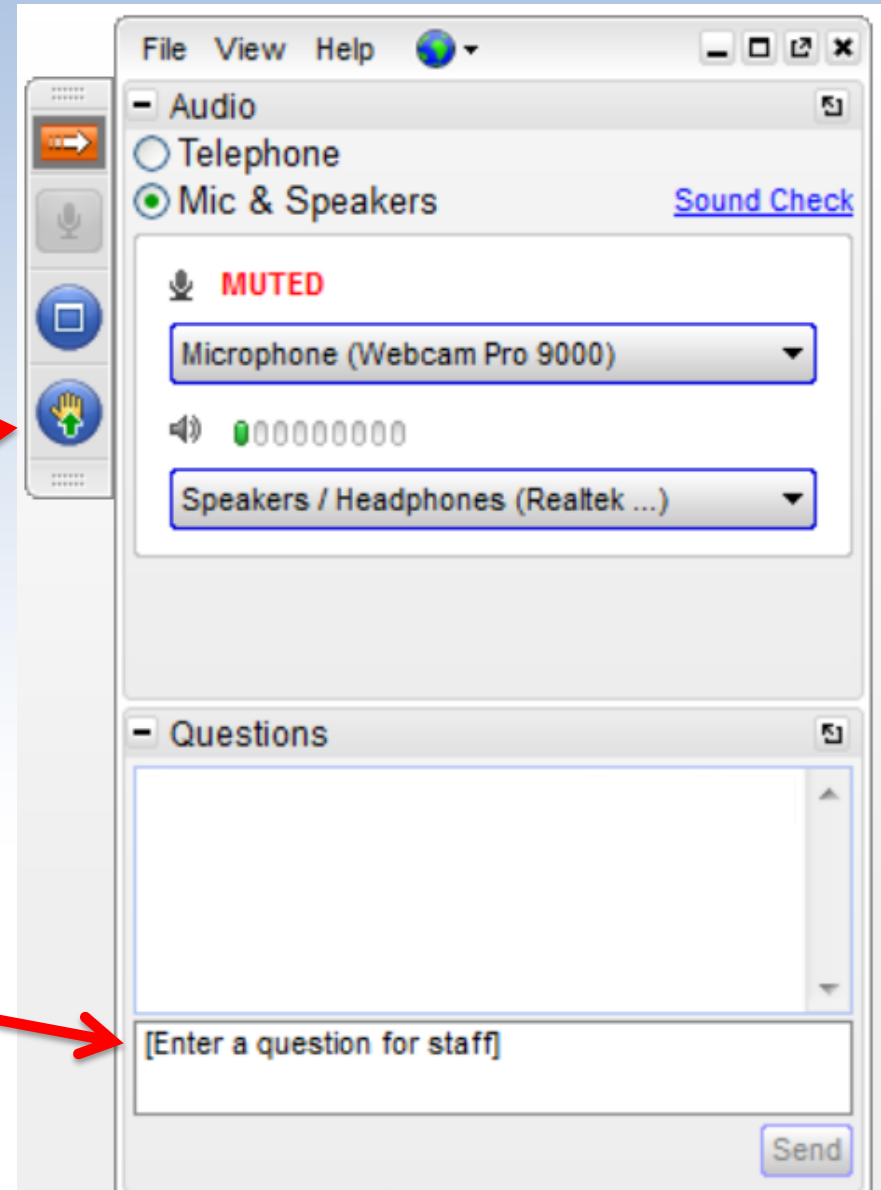 File View Help
Audio
Telephone
Mic & Speakers Sound Check
MUTED
Microphone (Webcam Pro 9000)
Speakers / Headphones (Realtek ...)
Questions
[Enter a question for staff]
Send